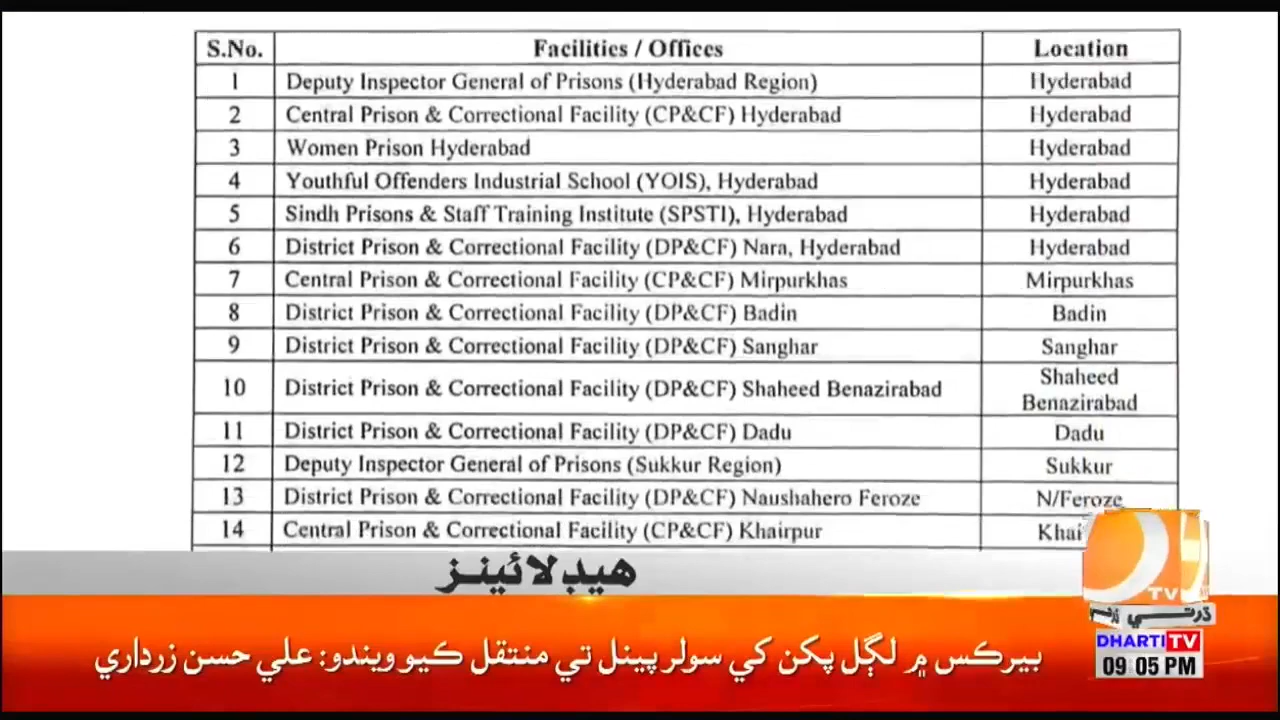 S.No. Facilities / Offices Location
1 Deputy Inspector General of Prisons (Hyderabad Region) Hyderabad
2 Central Prison & Correctional Facility (CP&CF) Hyderabad Hyderabad
3 Women Prison Hyderabad Hyderabad
4 Youthful Offenders Industrial School (YOIS), Hyderabad Hyderabad
5 Sindh Prisons & Staff Training Institute (SPSTI), Hyderabad Hyderabad
6 District Prison & Correctional Facility (DP&CF) Nara, Hyderabad Hyderabad
7 Central Prison & Correctional Facility (CP&CF) Mirpurkhas Mirpurkhas
8 District Prison & Correctional Facility (DP&CF) Badin Badin
9 District Prison & Correctional Facility (DP&CF) Sanghar Sanghar
10 District Prison & Correctional Facility (DP&CF) Shaheed Benazirabad Shaheed
Benazirabad
11 District Prison & Correctional Facility (DP&CF) Dadu Dadu
12 Deputy Inspector General of Prisons (Sukkur Region) Sukkur
13 District Prison & Correctional Facility (DP&CF) Naushahero Feroze N/Feroze
14 Central Prison & Correctional Facility (CP&CF) Khairpur
هيڊلائينز
بيرڪس ۾ لڳل پکن کي سولر پينل تي منتقل ڪيو ويندو: علي حسن زرداري
TV
DHARTI TV
09 05 PM